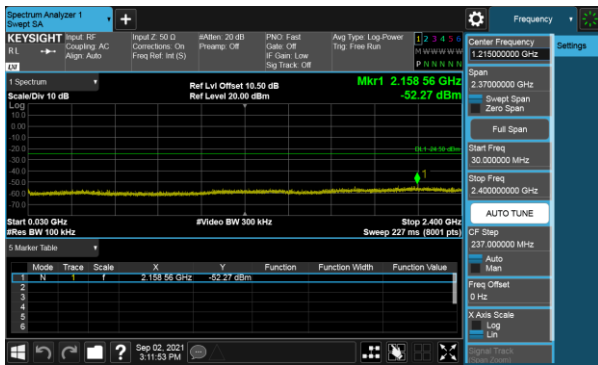 Spectrum Analyzer 1
Swept SA
Frequency
KEYSIGHT
Input: RF
Input Z: 50 Ω
#Atten: 20 dB
PNO: Fast
Avg Type: Log-Power
1 2 3 4 5 6
RL
Coupling: AC
Corrections: On
Preamp: Off
Gate: Off
Trig: Free Run
M W W W W W
Align: Auto
Freq Ref: Int (S)
IF Gain: Low
Sig Track: Off
P N N N N N
LXI
1 Spectrum
Ref Lvl Offset 10.50 dB
Mkr1 2.158 56 GHz
Scale/Div 10 dB
Ref Level 20.00 dBm
-52.27 dBm
Log
10.0
0.00
-10.0
-20.0
DL1 -24.50 dBm
-30.0
-40.0
1
-50.0
-60.0
-70.0
Start 0.030 GHz
#Video BW 300 kHz
Stop 2.400 GHz
#Res BW 100 kHz
Sweep 227 ms (8001 pts)
5 Marker Table
Mode Trace Scale X Y Function Function Width Function Value
1 N 1 f 2.158 56 GHz -52.27 dBm
2
3
4
5
6
Sep 02, 2021
3:11:53 PM
?
Center Frequency
1.215000000 GHz
Settings
Span
2.37000000 GHz
Swept Span
Zero Span
Full Span
Start Freq
30.000000 MHz
Stop Freq
2.400000000 GHz
AUTO TUNE
CF Step
237.000000 MHz
Auto
Man
Freq Offset
0 Hz
X Axis Scale
Log
Lin
Signal Track
(Span Zoom)